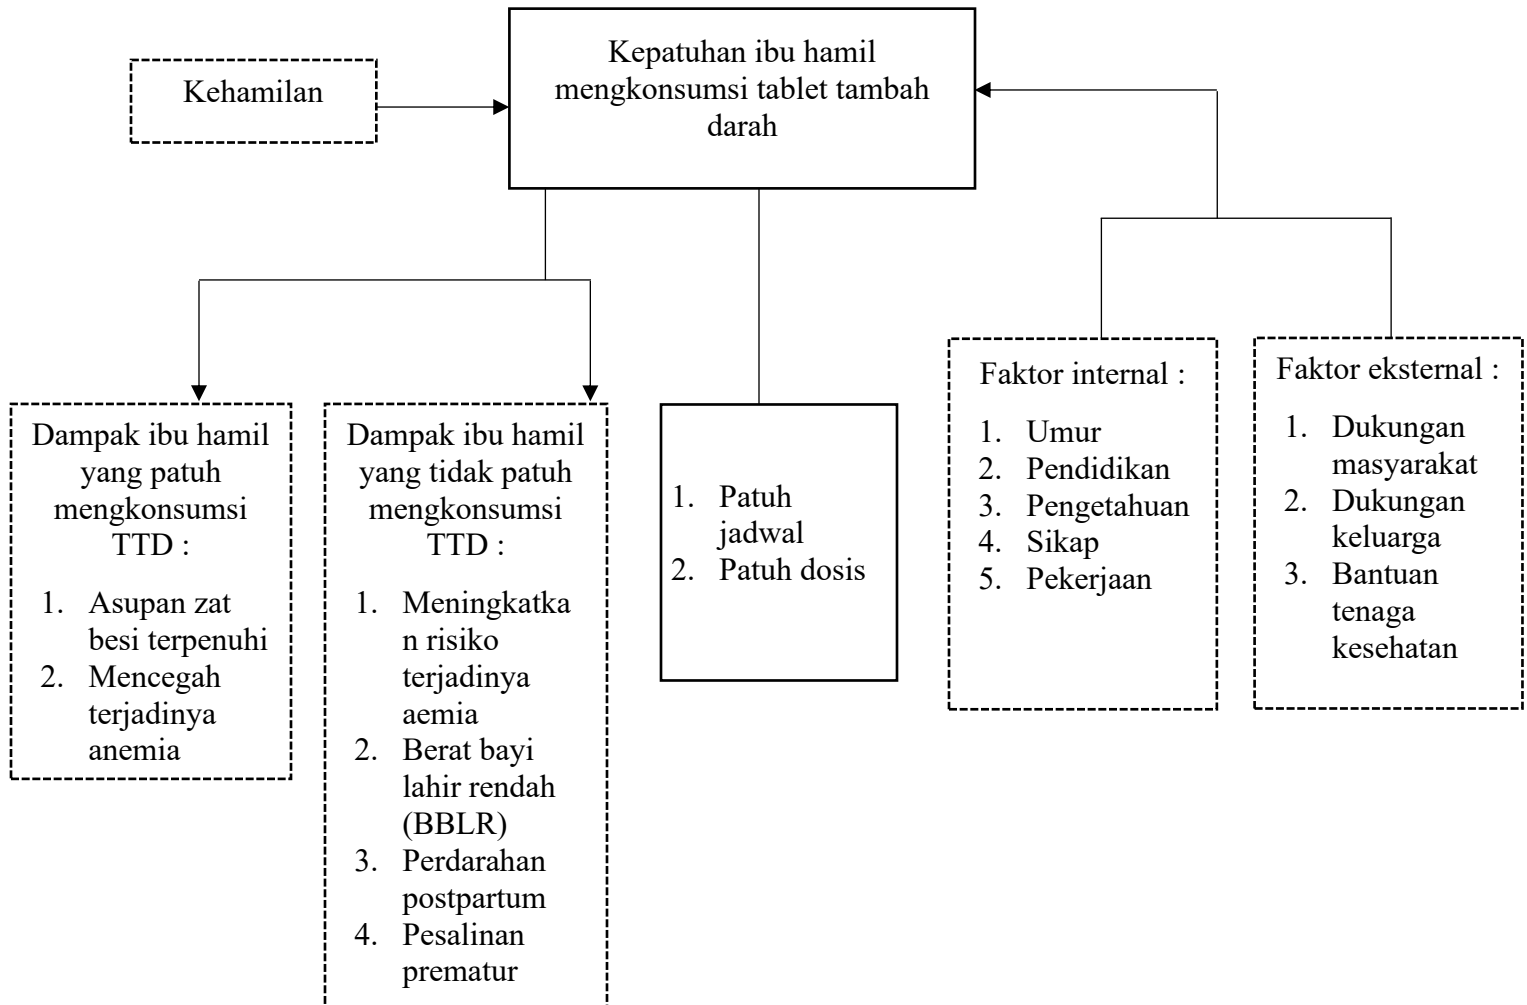 Kehamilan
Kepatuhan ibu hamil
mengkonsumsi tablet tambah
darah
Dampak ibu hamil
yang patuh
mengkonsumsi
TTD :
1. Asupan zat
besi terpenuhi
2. Mencegah
terjadinya
anemia
Dampak ibu hamil
yang tidak patuh
mengkonsumsi
TTD :
1. Meningkatka
n risiko
terjadinya
aemia
2. Berat bayi
lahir rendah
(BBLR)
3. Perdarahan
postpartum
4. Pesalinan
prematur
1. Patuh
jadwal
2. Patuh dosis
Faktor internal :
1. Umur
2. Pendidikan
3. Pengetahuan
4. Sikap
5. Pekerjaan
Faktor eksternal :
1. Dukungan
masyarakat
2. Dukungan
keluarga
3. Bantuan
tenaga
kesehatan